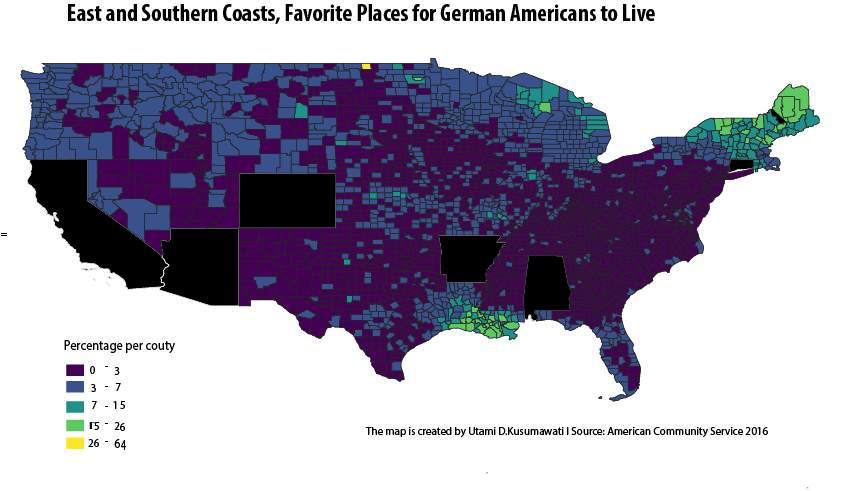 East and Southern Coasts, Favorite Places for German Americans to Live
=
Percentage per couty
0 - 3
3 - 7
7 - 15
15 - 26
26 - 64
The map is created by Utami D.Kusumawati I Source: American Community Service 2016